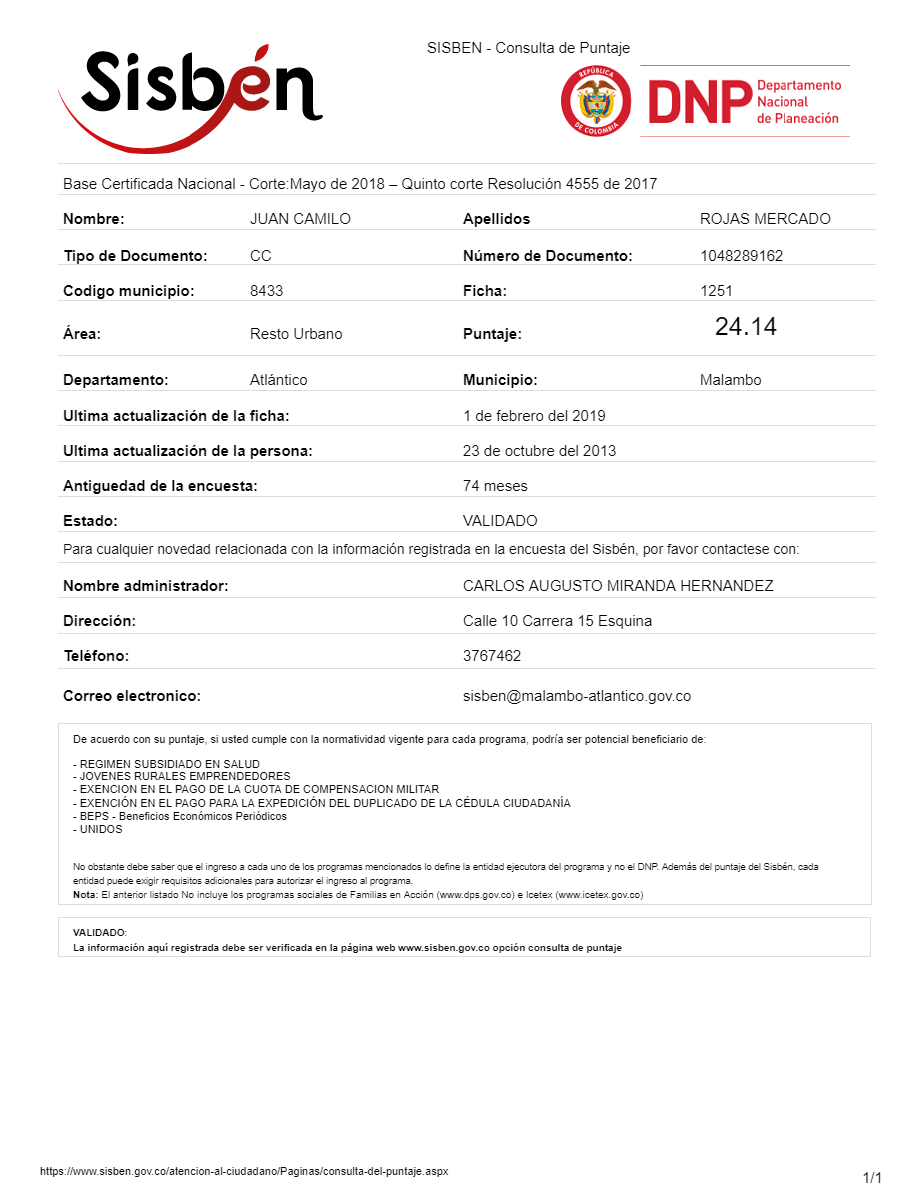 SISBEN - Consulta de Puntaje
Sisbén
REPÚBLICA DE COLOMBIA
DNP Departamento Nacional de Planeación
Base Certificada Nacional - Corte:Mayo de 2018 – Quinto corte Resolución 4555 de 2017
Nombre: JUAN CAMILO Apellidos ROJAS MERCADO
Tipo de Documento: CC Número de Documento: 1048289162
Codigo municipio: 8433 Ficha: 1251
Área: Resto Urbano Puntaje: 24.14
Departamento: Atlántico Municipio: Malambo
Ultima actualización de la ficha: 1 de febrero del 2019
Ultima actualización de la persona: 23 de octubre del 2013
Antiguedad de la encuesta: 74 meses
Estado: VALIDADO
Para cualquier novedad relacionada con la información registrada en la encuesta del Sisbén, por favor contactese con:
Nombre administrador: CARLOS AUGUSTO MIRANDA HERNANDEZ
Dirección: Calle 10 Carrera 15 Esquina
Teléfono: 3767462
Correo electronico: sisben@malambo-atlantico.gov.co
De acuerdo con su puntaje, si usted cumple con la normatividad vigente para cada programa, podría ser potencial beneficiario de:
- REGIMEN SUBSIDIADO EN SALUD
- JOVENES RURALES EMPRENDEDORES
- EXENCION EN EL PAGO DE LA CUOTA DE COMPENSACION MILITAR
- EXENCIÓN EN EL PAGO PARA LA EXPEDICIÓN DEL DUPLICADO DE LA CÉDULA CIUDADANÍA
- BEPS - Beneficios Económicos Periódicos
- UNIDOS
No obstante debe saber que el ingreso a cada uno de los programas mencionados lo define la entidad ejecutora del programa y no el DNP. Además del puntaje del Sisbén, cada
entidad puede exigir requisitos adicionales para autorizar el ingreso al programa.
Nota: El anterior listado No incluye los programas sociales de Familias en Acción (www.dps.gov.co) e Icetex (www.icetex.gov.co)
VALIDADO:
La información aquí registrada debe ser verificada en la página web www.sisben.gov.co opción consulta de puntaje
https://www.sisben.gov.co/atencion-al-ciudadano/Paginas/consulta-del-puntaje.aspx
1/1